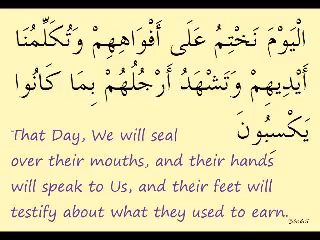 الْيَوْمَ نَخْتِمُ عَلَى أَفْوَاهِهِمْ وَتُكَلِّمُنَا
أَيْدِيهِمْ وَتَشْهَدُ أَرْجُلُهُمْ بِمَا كَانُوا
يَكْسِبُونَ
That Day, We will seal
over their mouths, and their hands
will speak to Us, and their feet will
testify about what they used to earn.